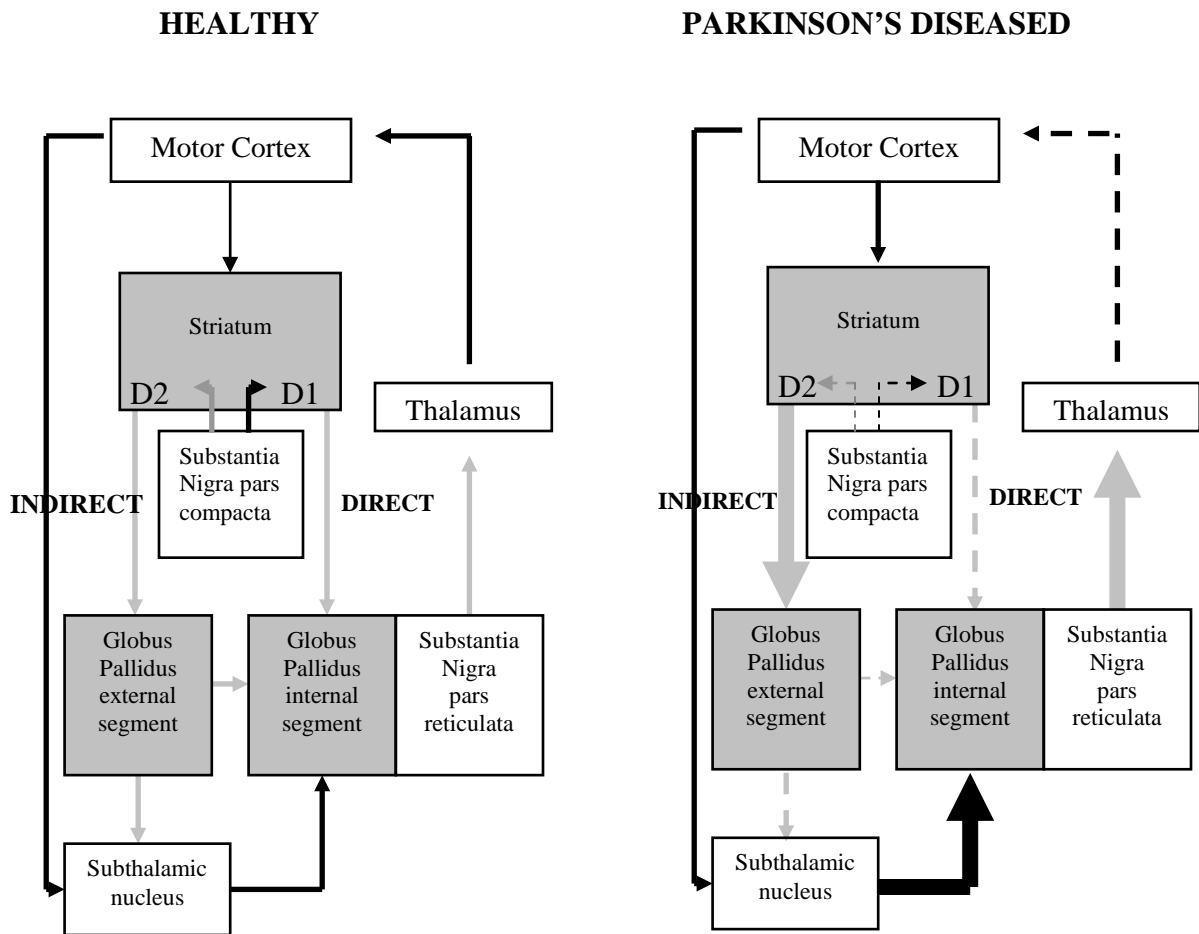 HEALTHY
Motor Cortex
Striatum
D2
D1
Thalamus
Substantia
Nigra pars
compacta
INDIRECT
DIRECT
Globus
Pallidus
external
segment
Globus
Pallidus
internal
segment
Substantia
Nigra
pars
reticulata
Subthalamic
nucleus
PARKINSON'S DISEASED
Motor Cortex
Striatum
D2
D1
Thalamus
Substantia
Nigra pars
compacta
INDIRECT
DIRECT
Globus
Pallidus
external
segment
Globus
Pallidus
internal
segment
Substantia
Nigra
pars
reticulata
Subthalamic
nucleus